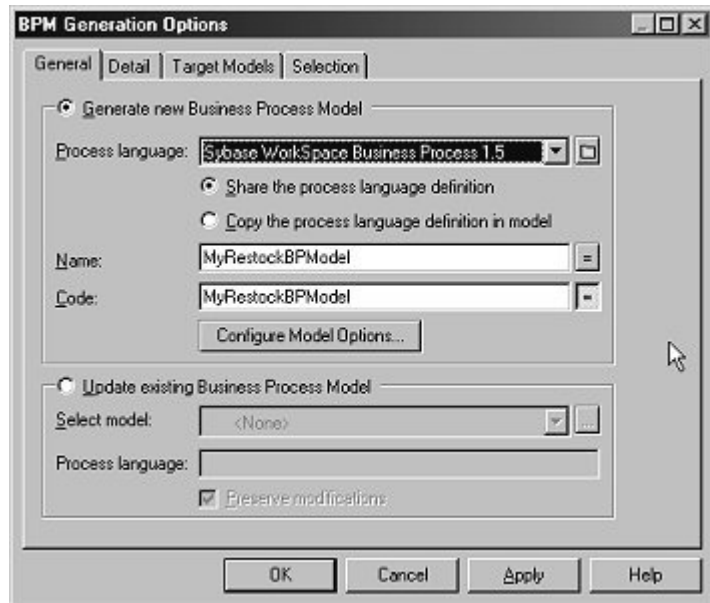 BPM Generation Options
General Detail Target Models Selection
Generate new Business Process Model
Process language: Sybase WorkSpace Business Process 1.5
Share the process language definition
Copy the process language definition in model
Name: MyRestockBPModel =
Code: MyRestockBPModel =
Configure Model Options...
Update existing Business Process Model
Select model: <None> ...
Process language:
Preserve modifications
OK Cancel Apply Help